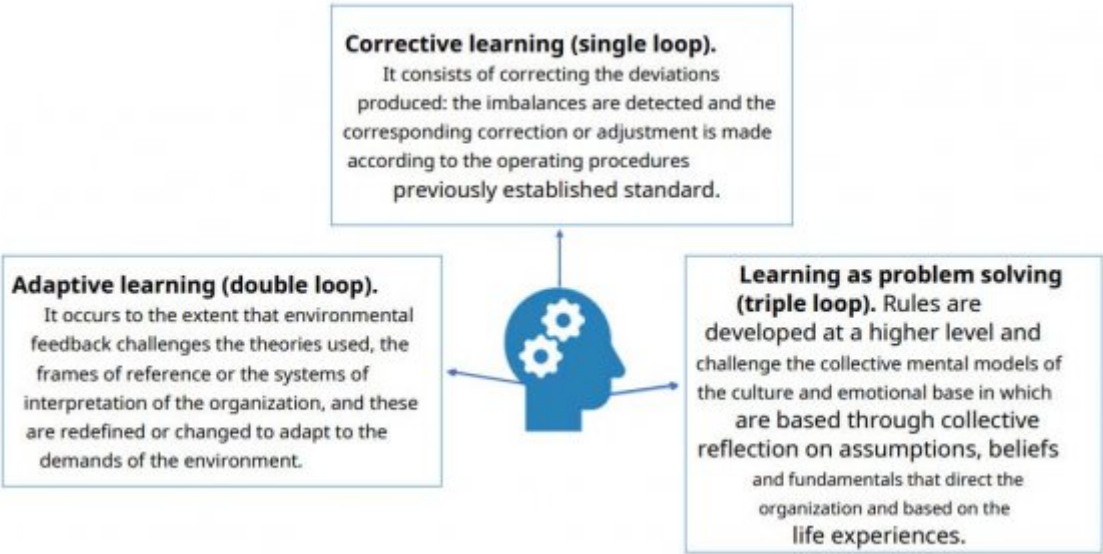 Corrective learning (single loop).
It consists of correcting the deviations
produced: the imbalances are detected and the
corresponding correction or adjustment is made
according to the operating procedures
previously established standard.
Adaptive learning (double loop).
It occurs to the extent that environmental
feedback challenges the theories used, the
frames of reference or the systems of
interpretation of the organization, and these
are redefined or changed to adapt to the
demands of the environment.
Learning as problem solving
(triple loop). Rules are
developed at a higher level and
challenge the collective mental models of
the culture and emotional base in which
are based through collective
reflection on assumptions, beliefs
and fundamentals that direct the
organization and based on the
life experiences.